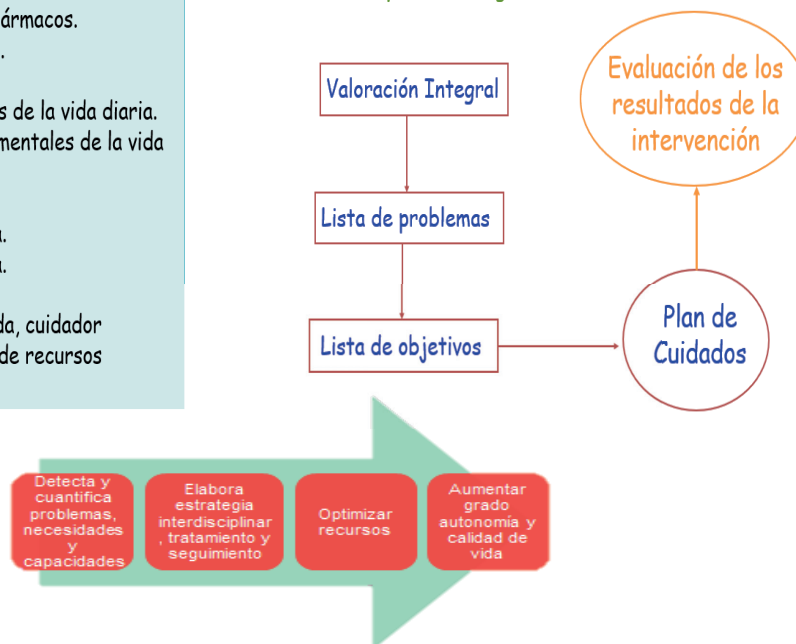 ármacos.
.
s de la vida diaria.
mentales de la vida
a.
a.
da, cuidador
de recursos
Valoración Integral
Lista de problemas
Lista de objetivos
Plan de
Cuidados
Evaluación de los
resultados de la
intervención
Detecta y
cuantifica
problemas,
necesidades
y
capacidades
Elabora
estrategia
interdisciplinar
, tratamiento y
seguimiento
Optimizar
recursos
Aumentar
grado
autonomía y
calidad de
vida